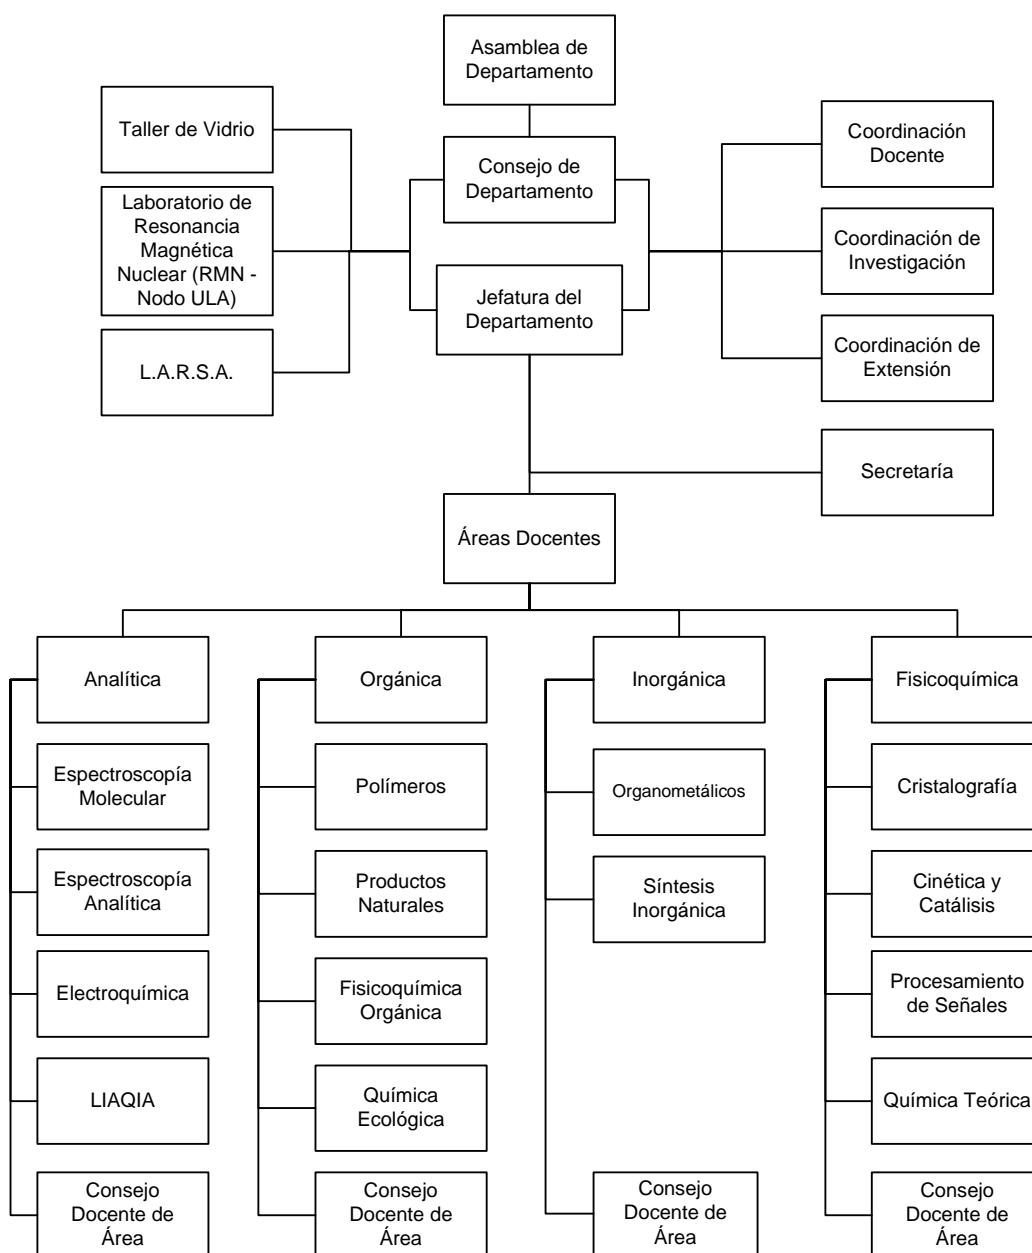 Asamblea de
Departamento
Taller de Vidrio
Consejo de
Departamento
Coordinación
Docente
Laboratorio de
Resonancia
Magnética
Nuclear (RMN -
Nodo ULA)
Coordinación de
Investigación
Jefatura del
Departamento
L.A.R.S.A.
Coordinación de
Extensión
Secretaría
Áreas Docentes
Analítica
Orgánica
Inorgánica
Fisicoquímica
Espectroscopía
Molecular
Polímeros
Organometálicos
Cristalografía
Espectroscopía
Analítica
Productos
Naturales
Síntesis
Inorgánica
Cinética y
Catálisis
Electroquímica
Fisicoquímica
Orgánica
Procesamiento
de Señales
LIAQIA
Química
Ecológica
Química Teórica
Consejo
Docente de
Área
Consejo
Docente de
Área
Consejo
Docente de
Área
Consejo
Docente de
Área